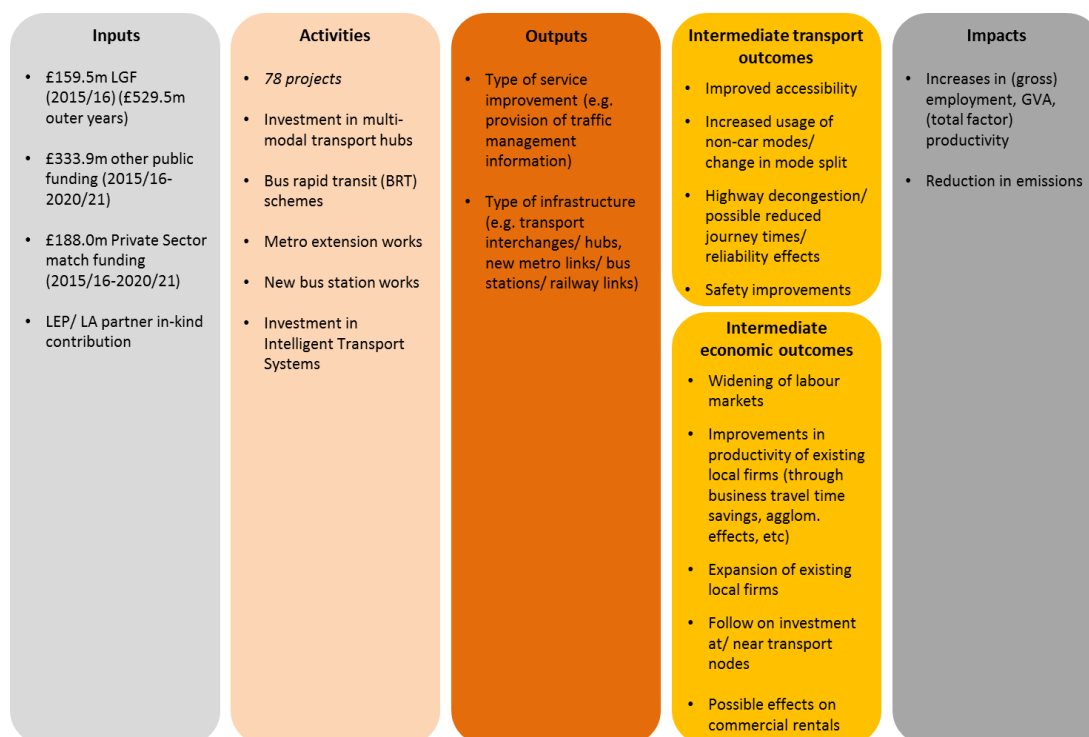 Inputs
• £159.5m LGF
(2015/16) (£529.5m
outer years)
• £333.9m other public
funding (2015/16-
2020/21)
• £188.0m Private Sector
match funding
(2015/16-2020/21)
• LEP/ LA partner in-kind
contribution
Activities
• 78 projects
• Investment in multi-
modal transport hubs
• Bus rapid transit (BRT)
schemes
• Metro extension works
• New bus station works
• Investment in
Intelligent Transport
Systems
Outputs
• Type of service
improvement (e.g.
provision of traffic
management
information)
• Type of infrastructure
(e.g. transport
interchanges/ hubs,
new metro links/ bus
stations/ railway links)
Intermediate transport
outcomes
• Improved accessibility
• Increased usage of
non-car modes/
change in mode split
• Highway decongestion/
possible reduced
journey times/
reliability effects
• Safety improvements
Intermediate
economic outcomes
• Widening of labour
markets
• Improvements in
productivity of existing
local firms (through
business travel time
savings, agglom.
effects, etc)
• Expansion of existing
local firms
• Follow on investment
at/ near transport
nodes
• Possible effects on
commercial rentals
Impacts
• Increases in (gross)
employment, GVA,
(total factor)
productivity
• Reduction in emissions